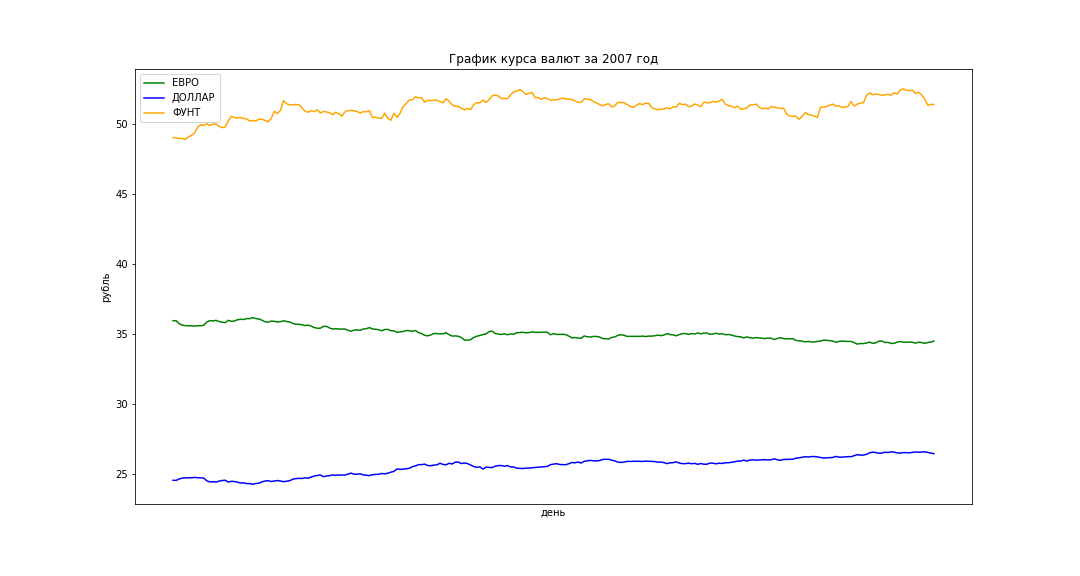 График курса валют за 2007 год
ЕВРО
ДОЛЛАР
ФУНТ
50
45
40
35
30
25
рубль
день